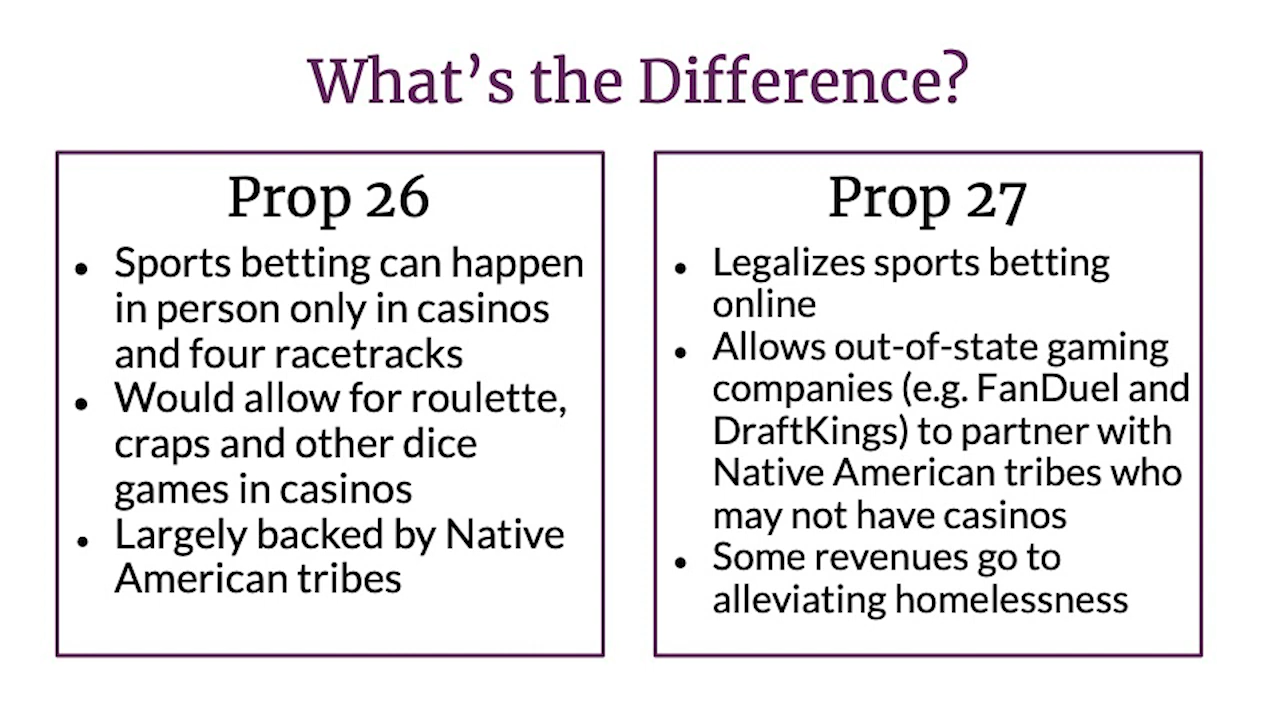 What’s the Difference?
Prop 26
• Sports betting can happen
in person only in casinos
and four racetracks
• Would allow for roulette,
craps and other dice
games in casinos
• Largely backed by Native
American tribes
Prop 27
• Legalizes sports betting
online
• Allows out-of-state gaming
companies (e.g. FanDuel and
DraftKings) to partner with
Native American tribes who
may not have casinos
• Some revenues go to
alleviating homelessness